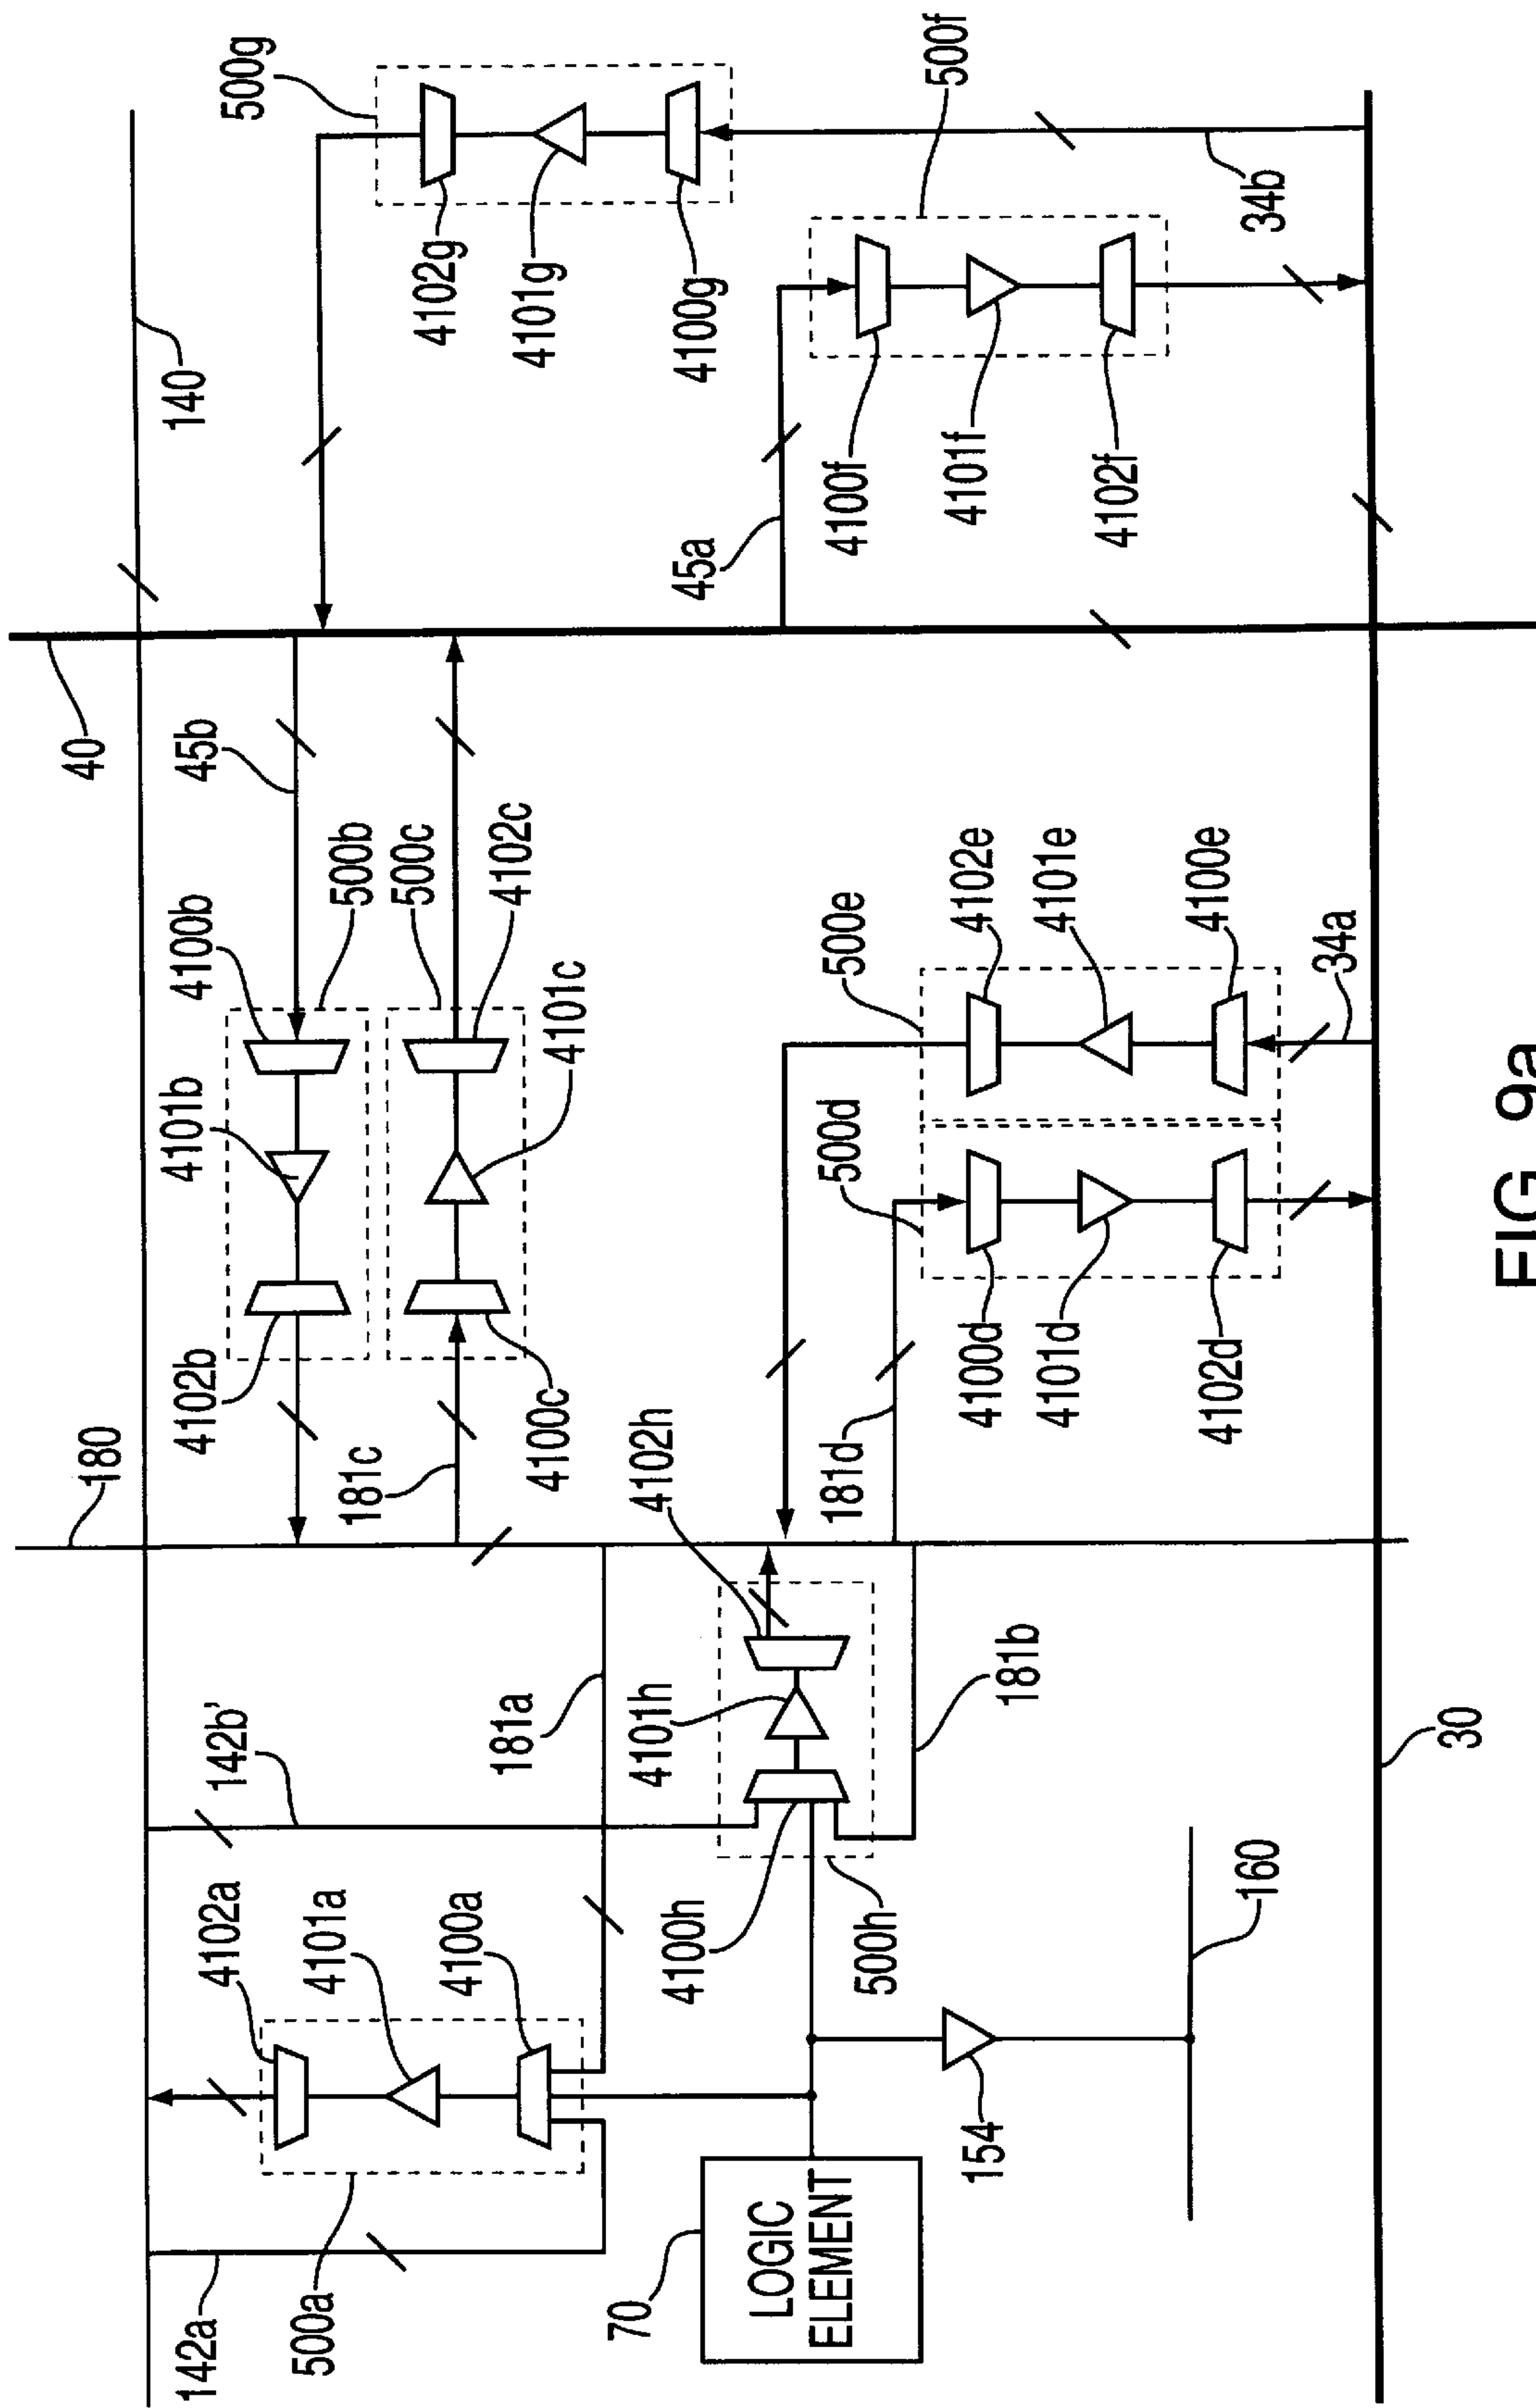 140
500g
4102g
4101g
4100g
500f
4100f
4101f
4102f
34b
45a
40
45b
4100b
500b
500c
4102c
4101b
4101c
4102b
4100c
181c
180
4102e
4101e
4100e
500e
34a
500d
4100d
4101d
4102d
181d
4102h
181b
4101h
181a
142b'
30
4102a
4101a
4100a
4100h
500h
160
154
LOGIC
ELEMENT
70
500a
142a
FIG. 9a